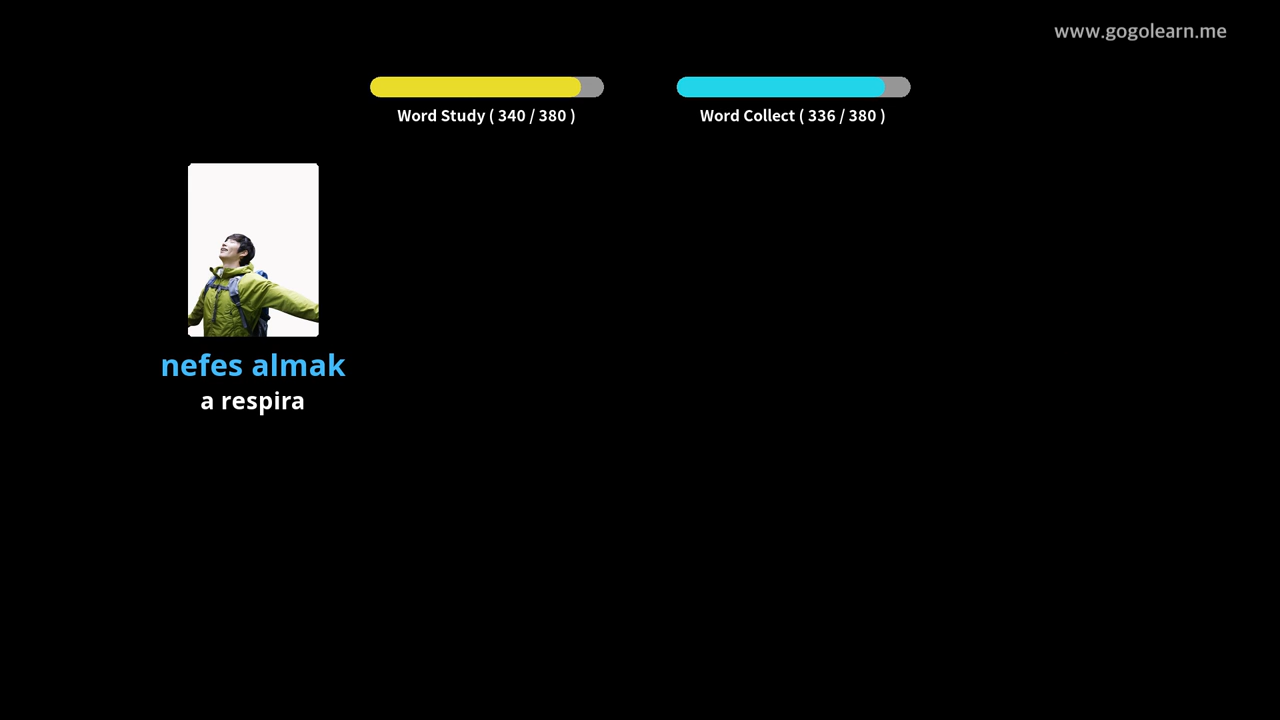 www.gogolearn.me
Word Study ( 340 / 380 )
Word Collect ( 336 / 380 )
nefes almak
a respira